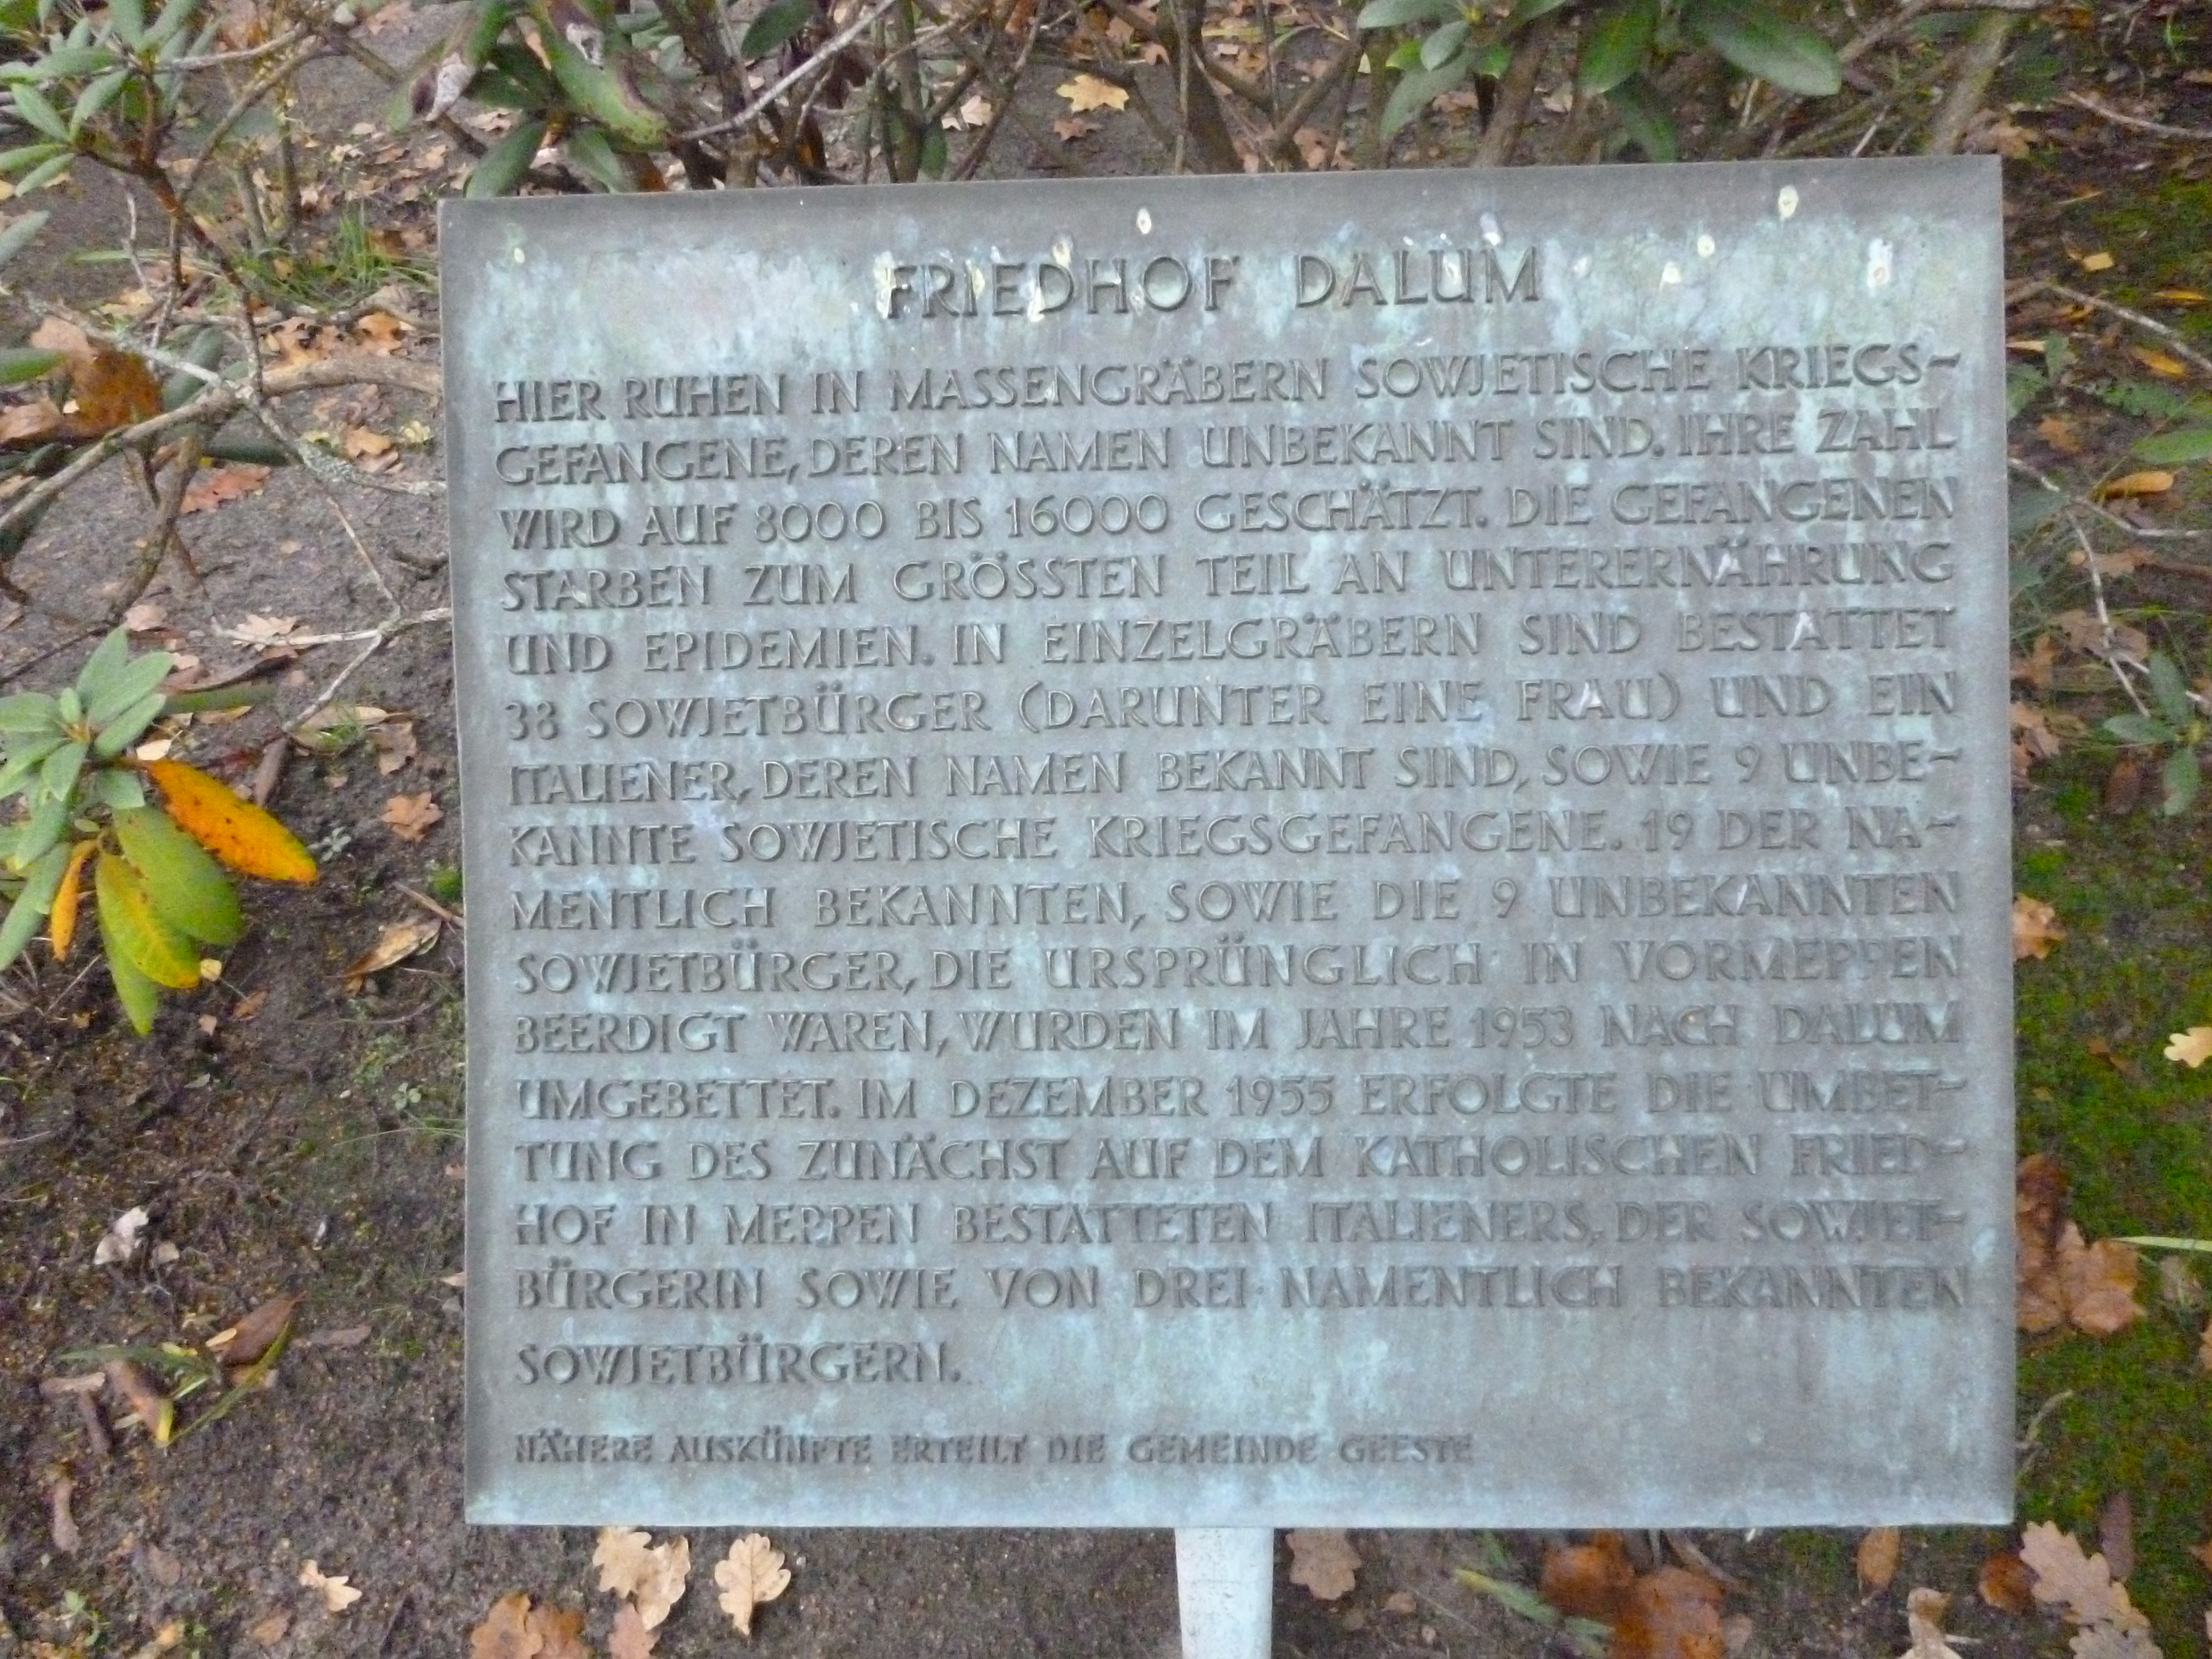 FRIEDHOF DALUM
HIER RUHEN IN MASSENGRÄBERN SOWJETISCHE KRIEGS-
GEFANGENE, DEREN NAMEN UNBEKANNT SIND. IHRE ZAHL
WIRD AUF 8000 BIS 16000 GESCHÄTZT. DIE GEFANGENEN
STARBEN ZUM GRÖSSTEN TEIL AN UNTERERNÄHRUNG
UND EPIDEMIEN. IN EINZELGRÄBERN SIND BESTATTET
38 SOWJETBÜRGER (DARUNTER EINE FRAU) UND EIN
ITALIENER, DEREN NAMEN BEKANNT SIND, SOWIE 9 UNBE-
KANNTE SOWJETISCHE KRIEGSGEFANGENE. 19 DER NA-
MENTLICH BEKANNTEN, SOWIE DIE 9 UNBEKANNTEN
SOWJETBÜRGER, DIE URSPRÜNGLICH IN VORMEPPEN
BEERDIGT WAREN, WURDEN IM JAHRE 1953 NACH DALUM
UMGEBETTET. IM DEZEMBER 1955 ERFOLGTE DIE UMBET-
TUNG DES ZUNÄCHST AUF DEM KATHOLISCHEN FRIED-
HOF IN MEPPEN BESTATTETEN ITALIENERS, DER SOWJET-
BÜRGERIN SOWIE VON DREI NAMENTLICH BEKANNTEN
SOWJETBÜRGERN.
NÄHERE AUSKÜNFTE ERTEILT DIE GEMEINDE GEESTE